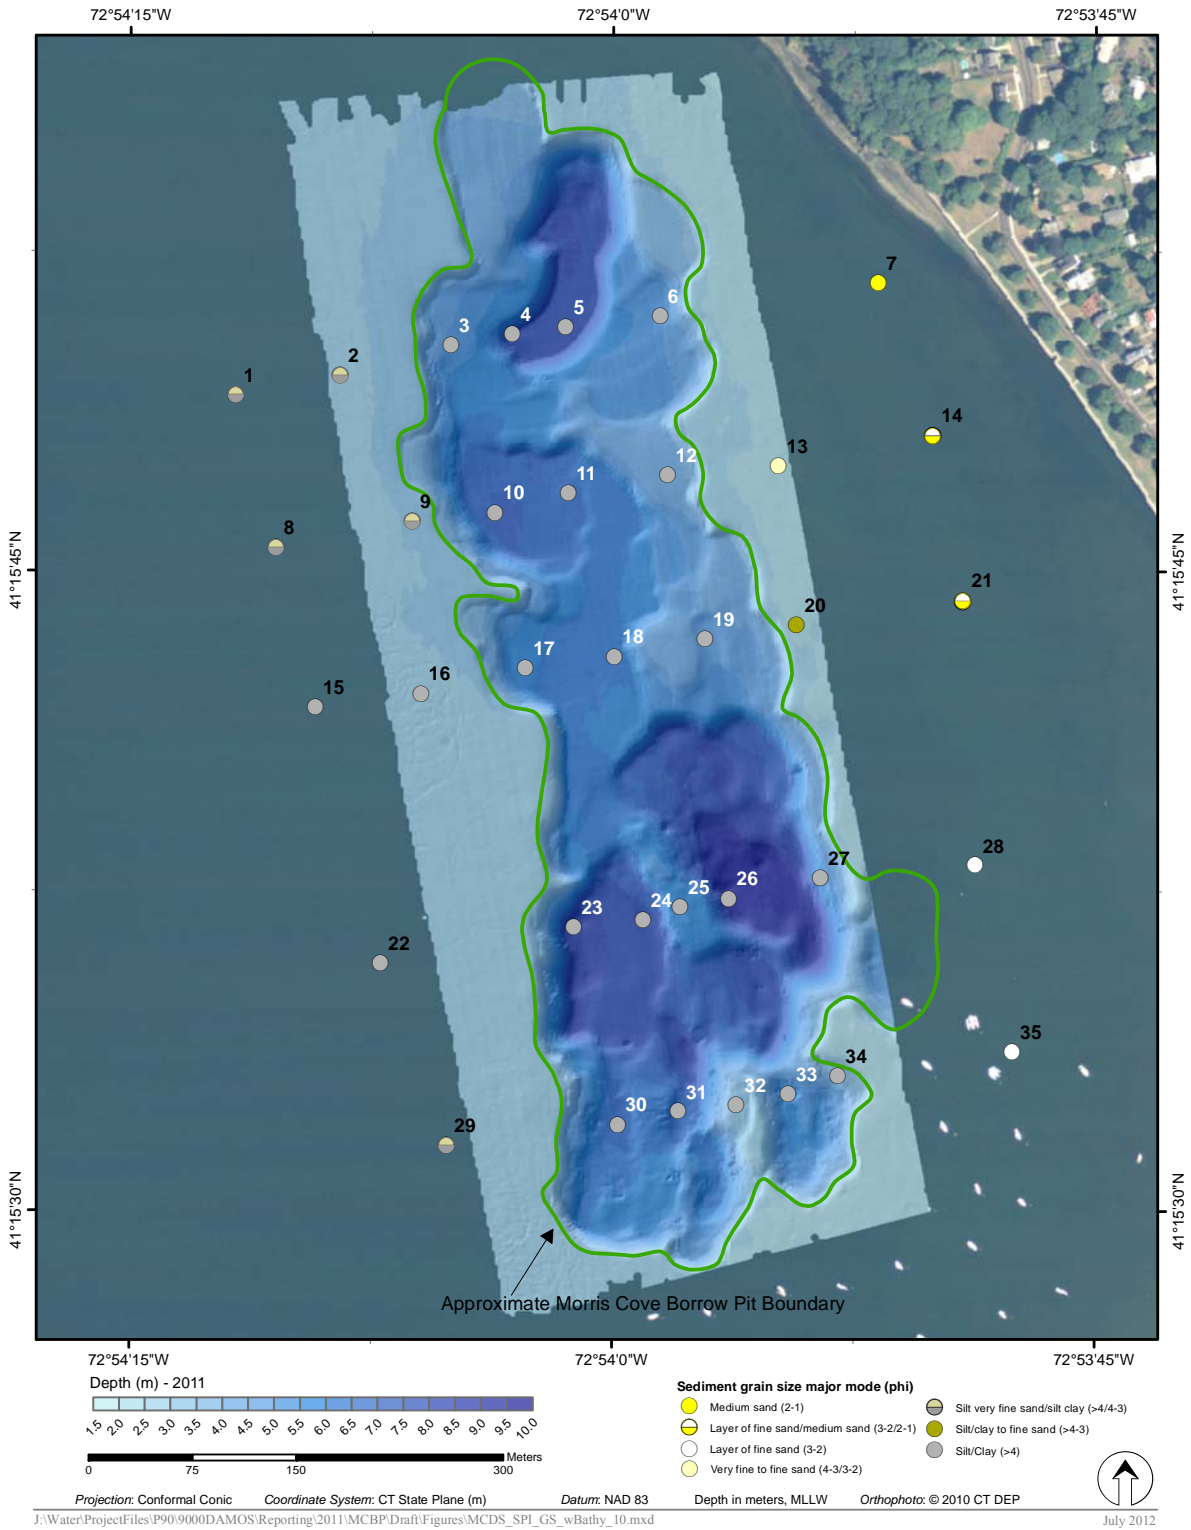 72°54'15"W 72°54'0"W 72°53'45"W
7
6
5
4
3
2
1
14
13
12
11
10
9
8
41°15'45"N 41°15'45"N
21
20
19
18
17
16
15
28
27
26
25
24
23
22
35
34
33
32
31
30
29
41°15'30"N 41°15'30"N
Approximate Morris Cove Borrow Pit Boundary
72°54'15"W 72°54'0"W 72°53'45"W
Depth (m) - 2011
1.5 2.0 2.5 3.0 3.5 4.0 4.5 5.0 5.5 6.0 6.5 7.0 7.5 8.0 8.5 9.0 9.5 10.0
Meters
0 75 150 300
Sediment grain size major mode (phi)
Medium sand (2-1)
Layer of fine sand/medium sand (3-2/2-1)
Layer of fine sand (3-2)
Very fine to fine sand (4-3/3-2)
Silt very fine sand/silt clay (>4/4-3)
Silt/clay to fine sand (>4-3)
Silt/Clay (>4)
Projection: Conformal Conic Coordinate System: CT State Plane (m) Datum: NAD 83 Depth in meters, MLLW Orthophoto: © 2010 CT DEP
J:\Water\ProjectFiles\P90\9000DAMOS\Reporting\2011\MCBP\Draft\Figures\MCDS_SPI_GS_wBathy_10.mxd July 2012